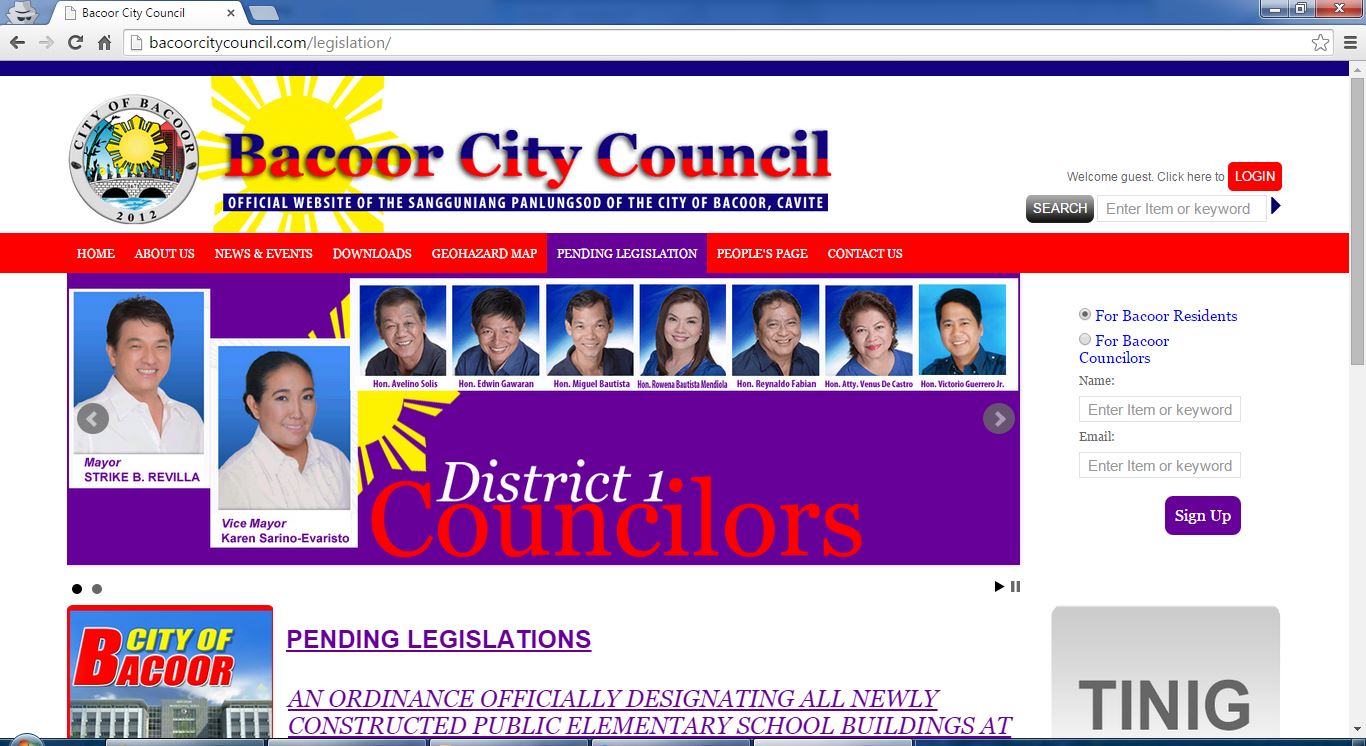 Bacoor City Council
bacoorcitycouncil.com/legislation/
CITY OF BACOOR
2012
Bacoor City Council
OFFICIAL WEBSITE OF THE SANGGUNIANG PANLUNGSOD OF THE CITY OF BACOOR, CAVITE
Welcome guest. Click here to LOGIN
SEARCH Enter Item or keyword
HOME ABOUT US NEWS & EVENTS DOWNLOADS GEOHAZARD MAP PENDING LEGISLATION PEOPLE'S PAGE CONTACT US
Hon. Avelino Solis Hon. Edwin Gawaran Hon. Miguel Bautista Hon. Rowena Bautista Mendiola Hon. Reynaldo Fabian Hon. Atty. Venus De Castro Hon. Victorio Guerrero Jr.
Mayor
STRIKE B. REVILLA
Vice Mayor
Karen Sarino-Evaristo
District 1
Councilors
For Bacoor Residents
For Bacoor
Councilors
Name:
Enter Item or keyword
Email:
Enter Item or keyword
Sign Up
CITY OF
BACOOR
PENDING LEGISLATIONS
AN ORDINANCE OFFICIALLY DESIGNATING ALL NEWLY
CONSTRUCTED PUBLIC ELEMENTARY SCHOOL BUILDINGS AT
TINIG